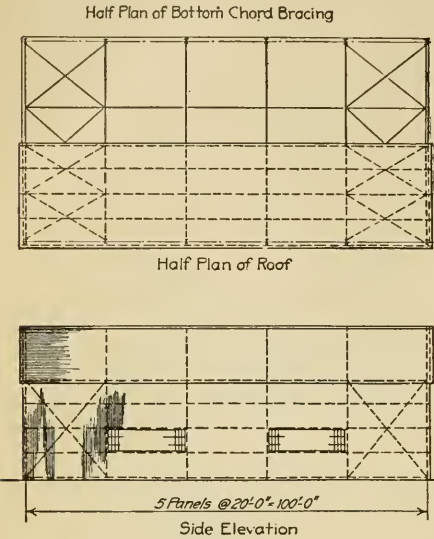 Half Plan of Bottom Chord Bracing
Half Plan of Roof
5 Panels @ 20'-0" = 100'-0"
Side Elevation